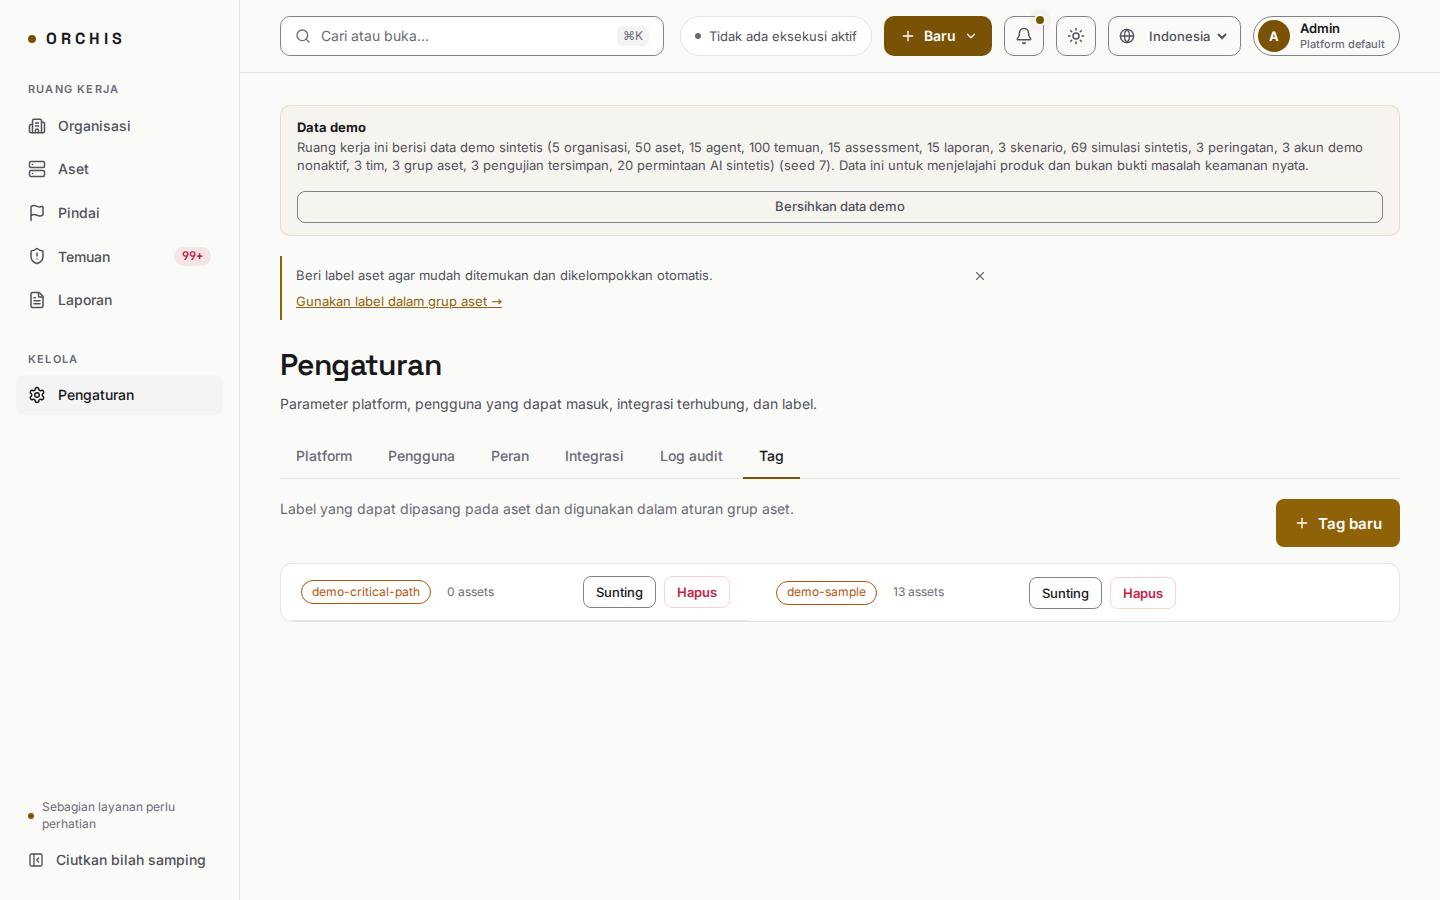 ORCHIS
Cari atau buka...
⌘K
Tidak ada eksekusi aktif
Baru
Indonesia
A
Admin
Platform default
RUANG KERJA
Organisasi
Aset
Pindai
Temuan
99+
Laporan
KELOLA
Pengaturan
Data demo
Ruang kerja ini berisi data demo sintetis (5 organisasi, 50 aset, 15 agent, 100 temuan, 15 assessment, 15 laporan, 3 skenario, 69 simulasi sintetis, 3 peringatan, 3 akun demo
nonaktif, 3 tim, 3 grup aset, 3 pengujian tersimpan, 20 permintaan AI sintetis) (seed 7). Data ini untuk menjelajahi produk dan bukan bukti masalah keamanan nyata.
Bersihkan data demo
Beri label aset agar mudah ditemukan dan dikelompokkan otomatis.
Gunakan label dalam grup aset →
Pengaturan
Parameter platform, pengguna yang dapat masuk, integrasi terhubung, dan label.
Platform
Pengguna
Peran
Integrasi
Log audit
Tag
Label yang dapat dipasang pada aset dan digunakan dalam aturan grup aset.
Tag baru
demo-critical-path
0 assets
Sunting
Hapus
demo-sample
13 assets
Sunting
Hapus
Sebagian layanan perlu
perhatian
Ciutkan bilah samping